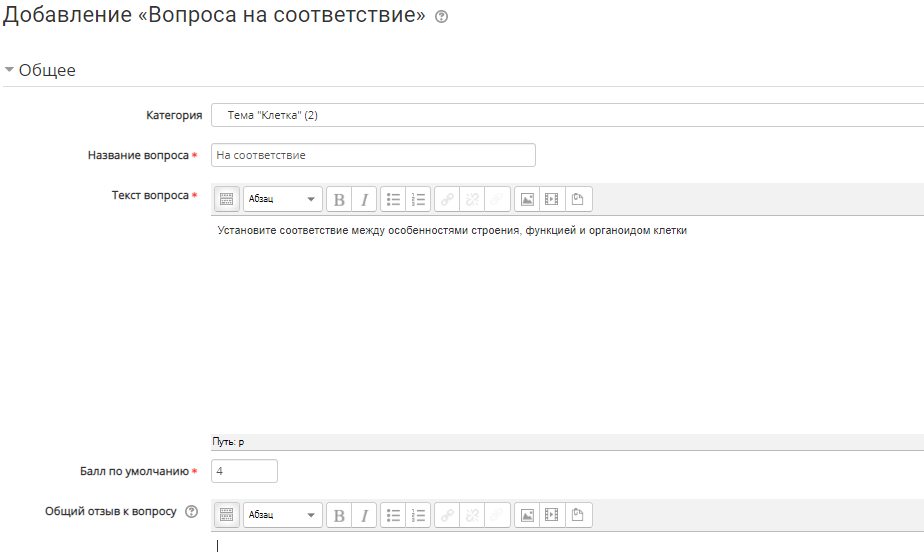 Добавление «Вопроса на соответствие»
Общее
Категория Тема "Клетка" (2)
Название вопроса * На соответствие
Текст вопроса * Абзац B I
Установите соответствие между особенностями строения, функцией и органоидом клетки
Путь: p
Балл по умолчанию * 4
Общий отзыв к вопросу Абзац B I